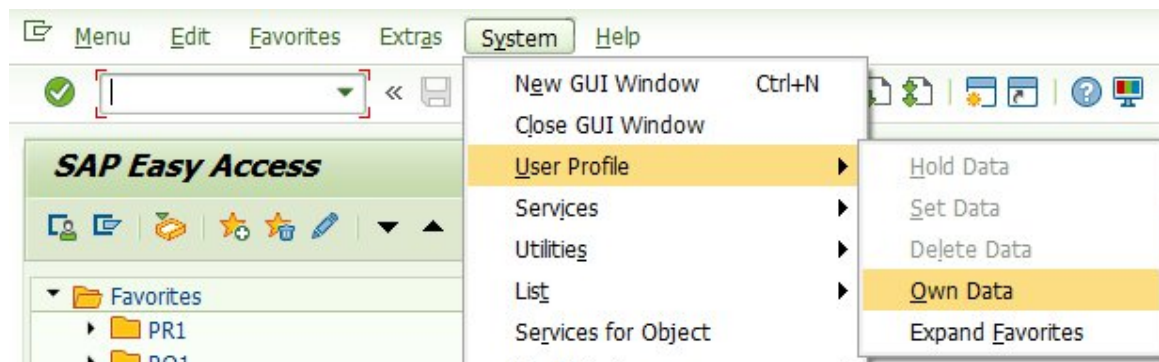 Menu Edit Favorites Extras System Help
New GUI Window Ctrl+N
Close GUI Window
User Profile
Services
Utilities
List
Services for Object
Hold Data
Set Data
Delete Data
Own Data
Expand Favorites
SAP Easy Access
Favorites
PR1